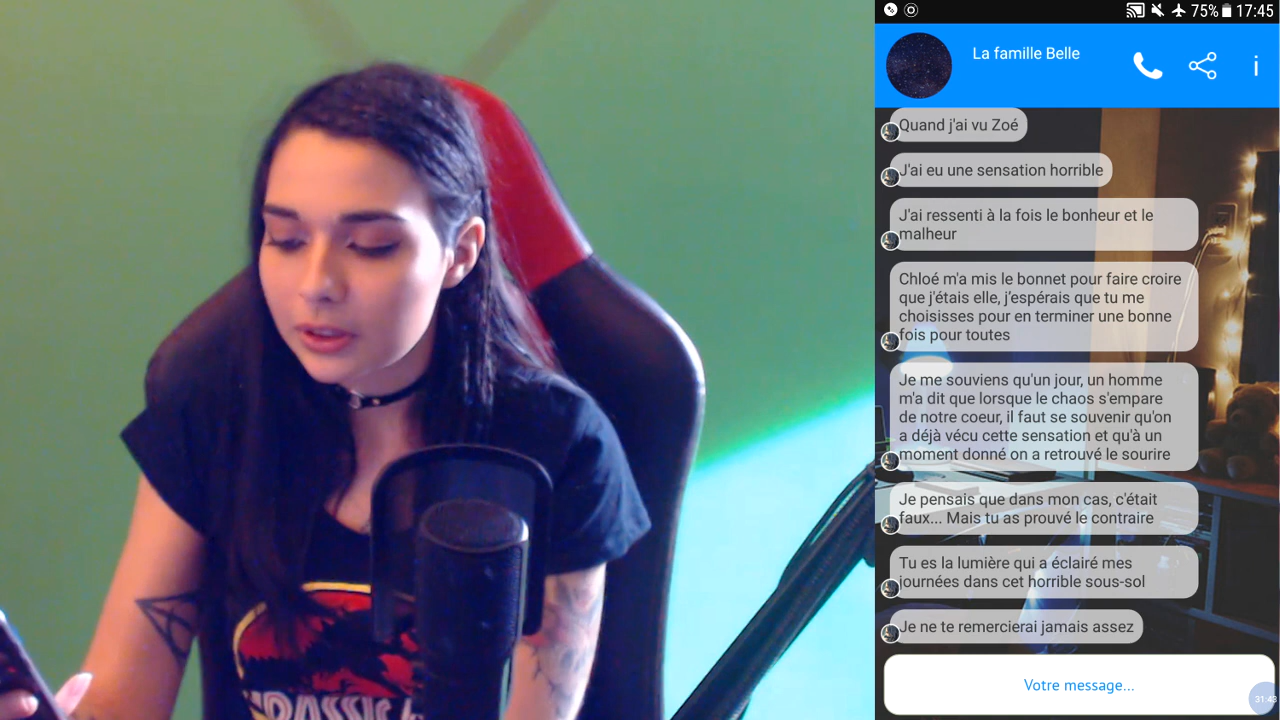 75% 17:45
La famille Belle
Quand j'ai vu Zoé
J'ai eu une sensation horrible
J'ai ressenti à la fois le bonheur et le
malheur
Chloé m'a mis le bonnet pour faire croire
que j'étais elle, j'espérais que tu me
choisisses pour en terminer une bonne
fois pour toutes
Je me souviens qu'un jour, un homme
m'a dit que lorsque le chaos s'empare
de notre coeur, il faut se souvenir qu'on
a déjà vécu cette sensation et qu'à un
moment donné on a retrouvé le sourire
Je pensais que dans mon cas, c'était
faux... Mais tu as prouvé le contraire
Tu es la lumière qui a éclairé mes
journées dans cet horrible sous-sol
Je ne te remercierai jamais assez
Votre message...
31:43